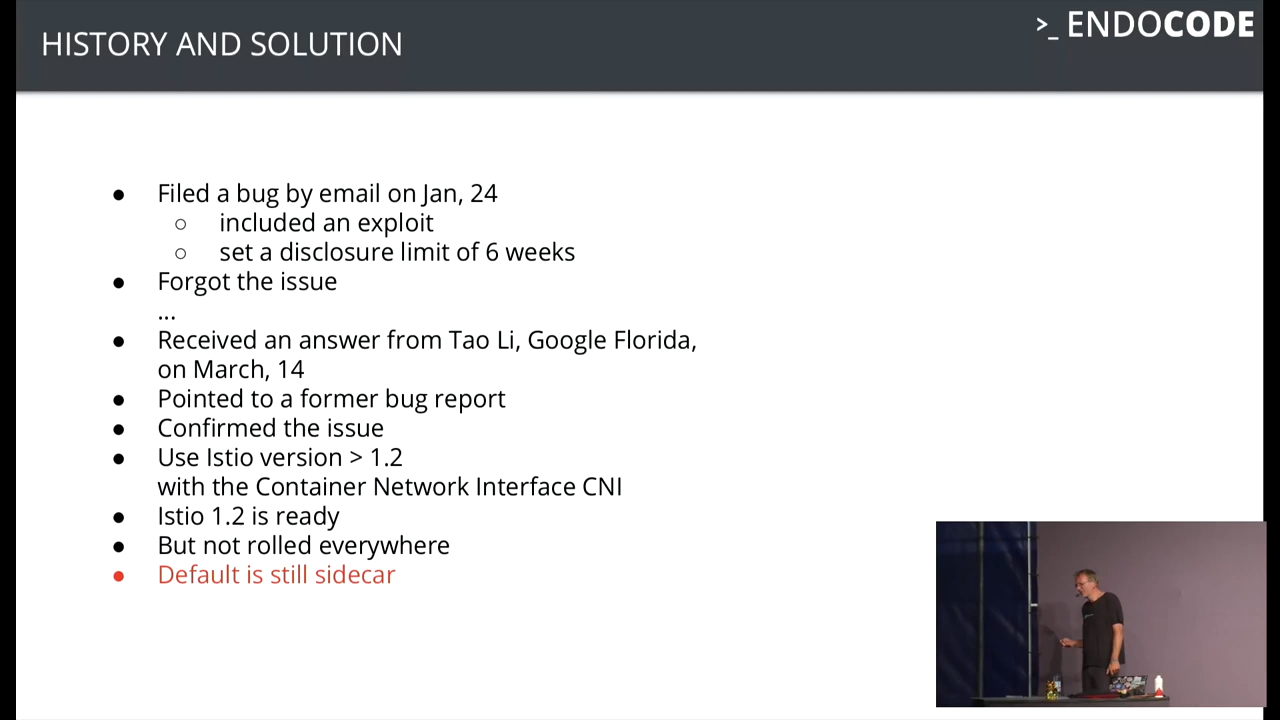 HISTORY AND SOLUTION
>_ ENDOCODE
● Filed a bug by email on Jan, 24
○ included an exploit
○ set a disclosure limit of 6 weeks
● Forgot the issue
...
● Received an answer from Tao Li, Google Florida,
on March, 14
● Pointed to a former bug report
● Confirmed the issue
● Use Istio version > 1.2
with the Container Network Interface CNI
● Istio 1.2 is ready
● But not rolled everywhere
● Default is still sidecar